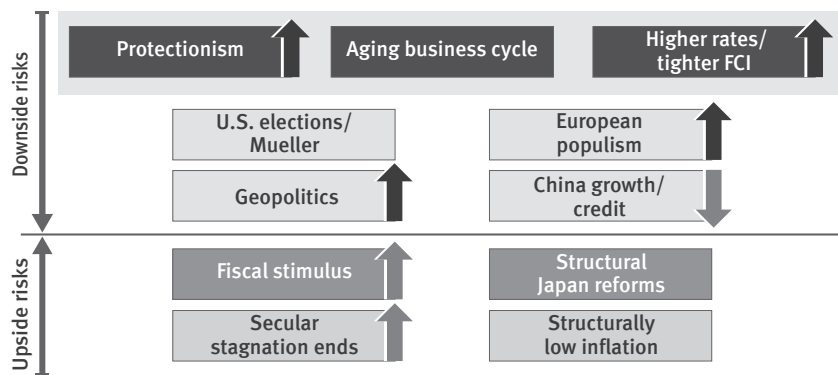 Downside risks
Protectionism
Aging business cycle
Higher rates/
tighter FCI
U.S. elections/
Mueller
European
populism
Geopolitics
China growth/
credit
Upside risks
Fiscal stimulus
Structural
Japan reforms
Secular
stagnation ends
Structurally
low inflation